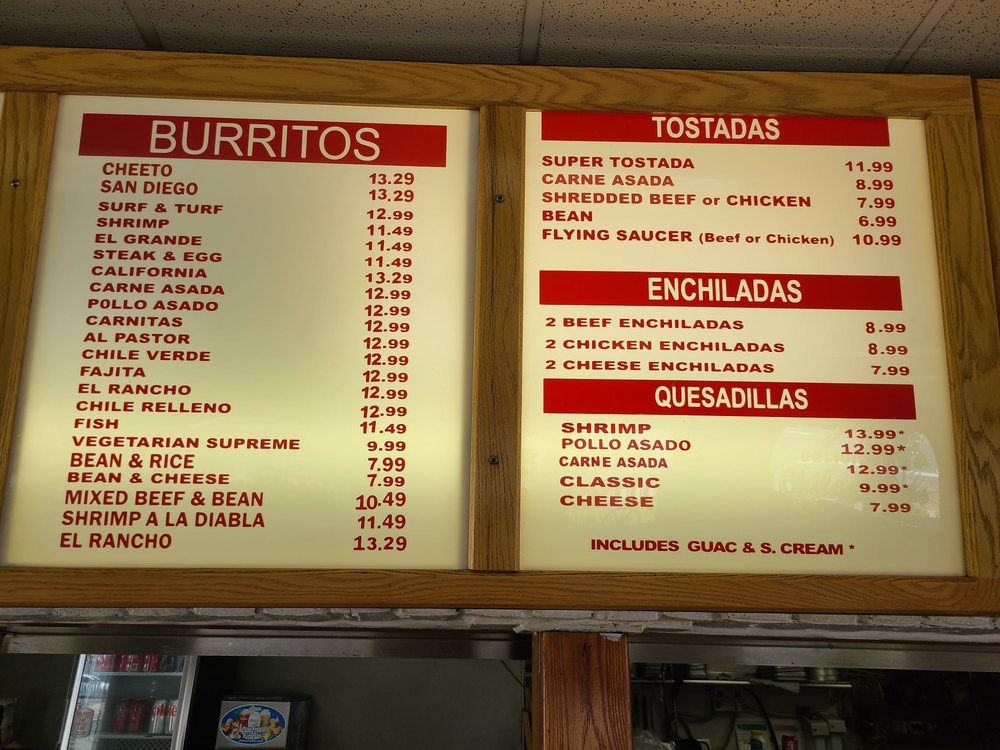 BURRITOS
CHEETO 13.29
SAN DIEGO 13.29
SURF & TURF 12.99
SHRIMP 11.49
EL GRANDE 11.49
STEAK & EGG 11.49
CALIFORNIA 13.29
CARNE ASADA 12.99
P0LLO ASADO 12.99
CARNITAS 12.99
AL PASTOR 12.99
CHILE VERDE 12.99
FAJITA 12.99
EL RANCHO 12.99
CHILE RELLENO 12.99
FISH 11.49
VEGETARIAN SUPREME 9.99
BEAN & RICE 7.99
BEAN & CHEESE 7.99
MIXED BEEF & BEAN 10.49
SHRIMP A LA DIABLA 11.49
EL RANCHO 13.29
TOSTADAS
SUPER TOSTADA 11.99
CARNE ASADA 8.99
SHREDDED BEEF or CHICKEN 7.99
BEAN 6.99
FLYING SAUCER (Beef or Chicken) 10.99
ENCHILADAS
2 BEEF ENCHILADAS 8.99
2 CHICKEN ENCHILADAS 8.99
2 CHEESE ENCHILADAS 7.99
QUESADILLAS
SHRIMP 13.99*
POLLO ASADO 12.99*
CARNE ASADA 12.99*
CLASSIC 9.99*
CHEESE 7.99
INCLUDES GUAC & S. CREAM *